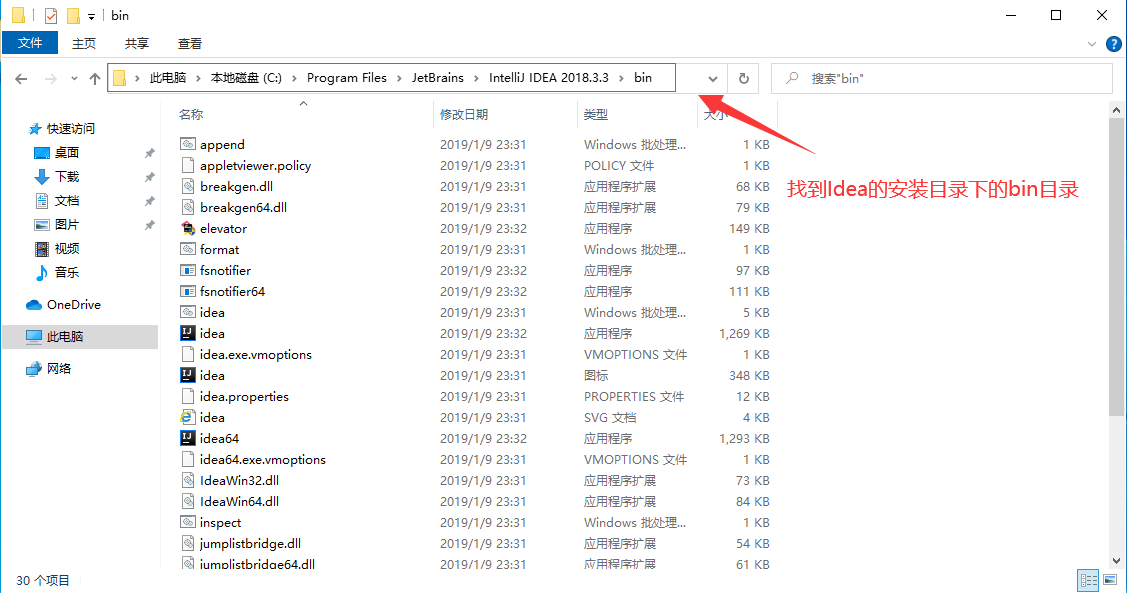 bin
文件 主页 共享 查看
此电脑 › 本地磁盘 (C:) › Program Files › JetBrains › IntelliJ IDEA 2018.3.3 › bin 搜索"bin"
名称 修改日期 类型 大小
快速访问
桌面
下载
文档
图片
视频
音乐
OneDrive
此电脑
网络
append 2019/1/9 23:31 Windows 批处理... 1 KB
appletviewer.policy 2019/1/9 23:31 POLICY 文件 1 KB
breakgen.dll 2019/1/9 23:31 应用程序扩展 68 KB
breakgen64.dll 2019/1/9 23:31 应用程序扩展 79 KB
elevator 2019/1/9 23:32 应用程序 149 KB
format 2019/1/9 23:31 Windows 批处理... 1 KB
fsnotifier 2019/1/9 23:32 应用程序 97 KB
fsnotifier64 2019/1/9 23:32 应用程序 111 KB
idea 2019/1/9 23:31 Windows 批处理... 5 KB
idea 2019/1/9 23:32 应用程序 1,269 KB
idea.exe.vmoptions 2019/1/9 23:31 VMOPTIONS 文件 1 KB
idea 2019/1/9 23:31 图标 348 KB
idea.properties 2019/1/9 23:31 PROPERTIES 文件 12 KB
idea 2019/1/9 23:31 SVG 文档 4 KB
idea64 2019/1/9 23:32 应用程序 1,293 KB
idea64.exe.vmoptions 2019/1/9 23:31 VMOPTIONS 文件 1 KB
IdeaWin32.dll 2019/1/9 23:31 应用程序扩展 73 KB
IdeaWin64.dll 2019/1/9 23:31 应用程序扩展 84 KB
inspect 2019/1/9 23:31 Windows 批处理... 1 KB
jumplistbridge.dll 2019/1/9 23:31 应用程序扩展 54 KB
jumplistbridge64.dll 2019/1/9 23:31 应用程序扩展 61 KB
找到Idea的安装目录下的bin目录
30 个项目